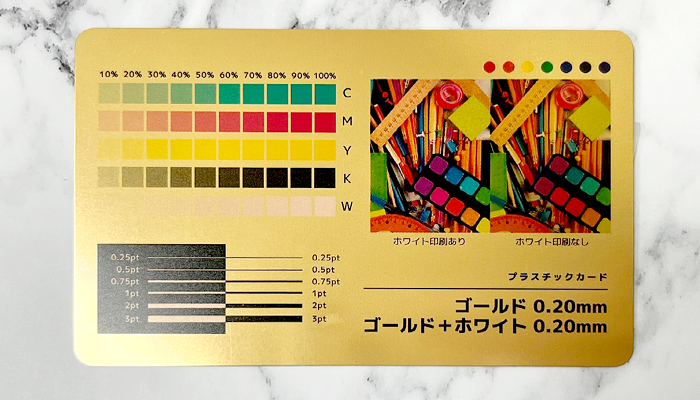 10% 20% 30% 40% 50% 60% 70% 80% 90% 100%
C
M
Y
K
W
ホワイト印刷あり ホワイト印刷なし
0.25pt 0.25pt
0.5pt 0.5pt
0.75pt 0.75pt
1pt 1pt
2pt 2pt
3pt 3pt
プラスチックカード
ゴールド 0.20mm
ゴールド+ホワイト 0.20mm